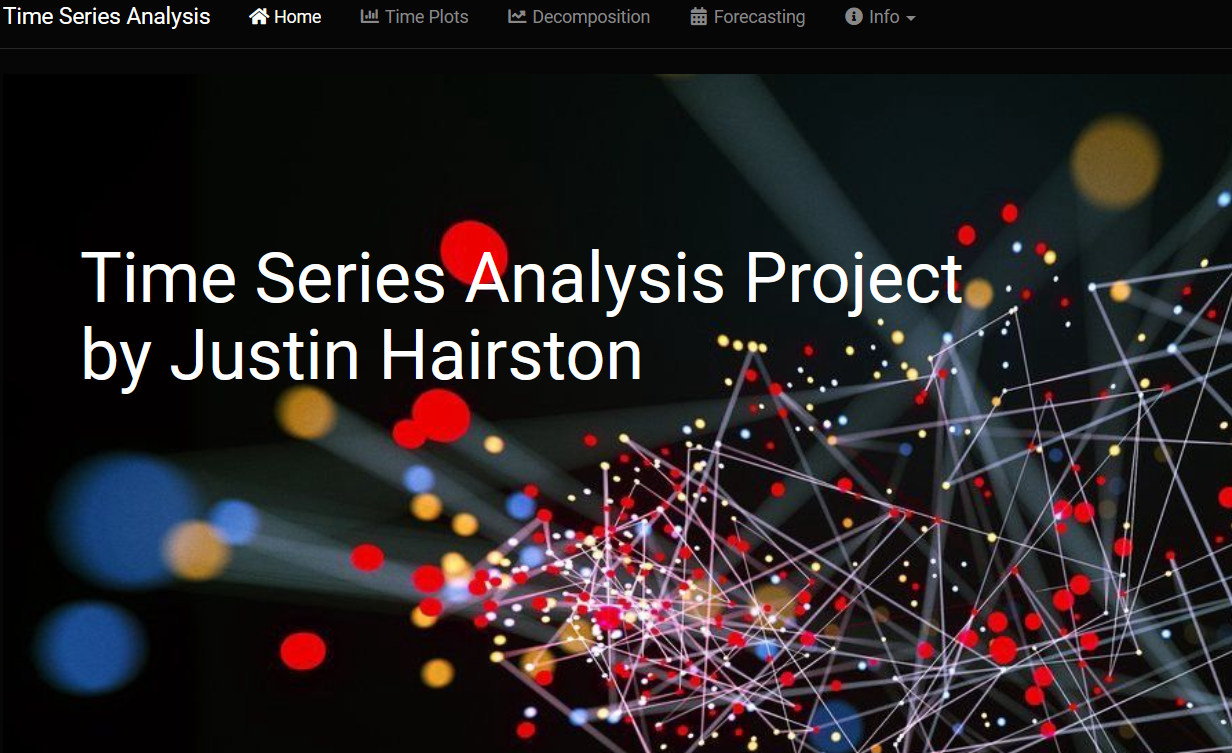 Time Series Analysis Home Time Plots Decomposition Forecasting Info
Time Series Analysis Project
by Justin Hairston